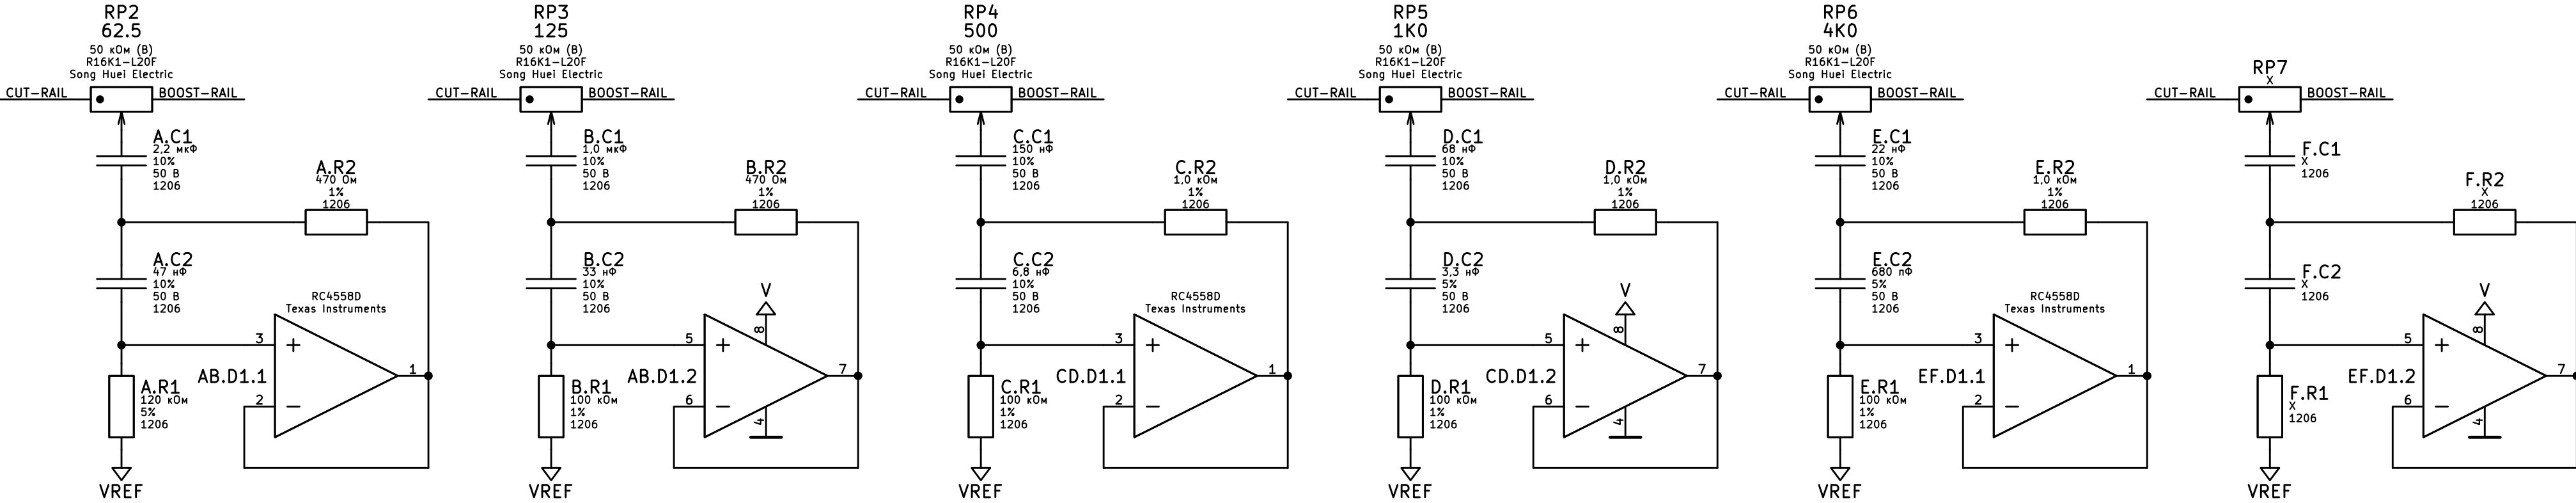 RP2
62.5
50 кОм (B)
R16K1-L20F
Song Huei Electric
CUT-RAIL
BOOST-RAIL
A.C1
2,2 мкФ
10%
50 В
1206
A.R2
470 Ом
1%
1206
A.C2
47 нФ
10%
50 В
1206
RC4558D
Texas Instruments
3
+
1
AB.D1.1
2
−
A.R1
120 кОм
5%
1206
VREF
RP3
125
50 кОм (B)
R16K1-L20F
Song Huei Electric
CUT-RAIL
BOOST-RAIL
B.C1
1,0 мкФ
10%
50 В
1206
B.R2
470 Ом
1%
1206
B.C2
33 нФ
10%
50 В
1206
V
8
5
+
7
AB.D1.2
6
−
4
B.R1
100 кОм
1%
1206
VREF
RP4
500
50 кОм (B)
R16K1-L20F
Song Huei Electric
CUT-RAIL
BOOST-RAIL
C.C1
150 нФ
10%
50 В
1206
C.R2
1,0 кОм
1%
1206
C.C2
6,8 нФ
10%
50 В
1206
RC4558D
Texas Instruments
3
+
1
CD.D1.1
2
−
C.R1
100 кОм
1%
1206
VREF
RP5
1K0
50 кОм (B)
R16K1-L20F
Song Huei Electric
CUT-RAIL
BOOST-RAIL
D.C1
68 нФ
10%
50 В
1206
D.R2
1,0 кОм
1%
1206
D.C2
3,3 нФ
5%
50 В
1206
V
8
5
+
7
CD.D1.2
6
−
4
D.R1
100 кОм
1%
1206
VREF
RP6
4K0
50 кОм (B)
R16K1-L20F
Song Huei Electric
CUT-RAIL
BOOST-RAIL
E.C1
22 нФ
10%
50 В
1206
E.R2
1,0 кОм
1%
1206
E.C2
680 пФ
5%
50 В
1206
RC4558D
Texas Instruments
3
+
1
EF.D1.1
2
−
E.R1
100 кОм
1%
1206
VREF
RP7
X
CUT-RAIL
BOOST-RAIL
F.C1
X
1206
F.R2
X
1206
F.C2
X
1206
V
8
5
+
7
EF.D1.2
6
−
4
F.R1
X
1206
VREF